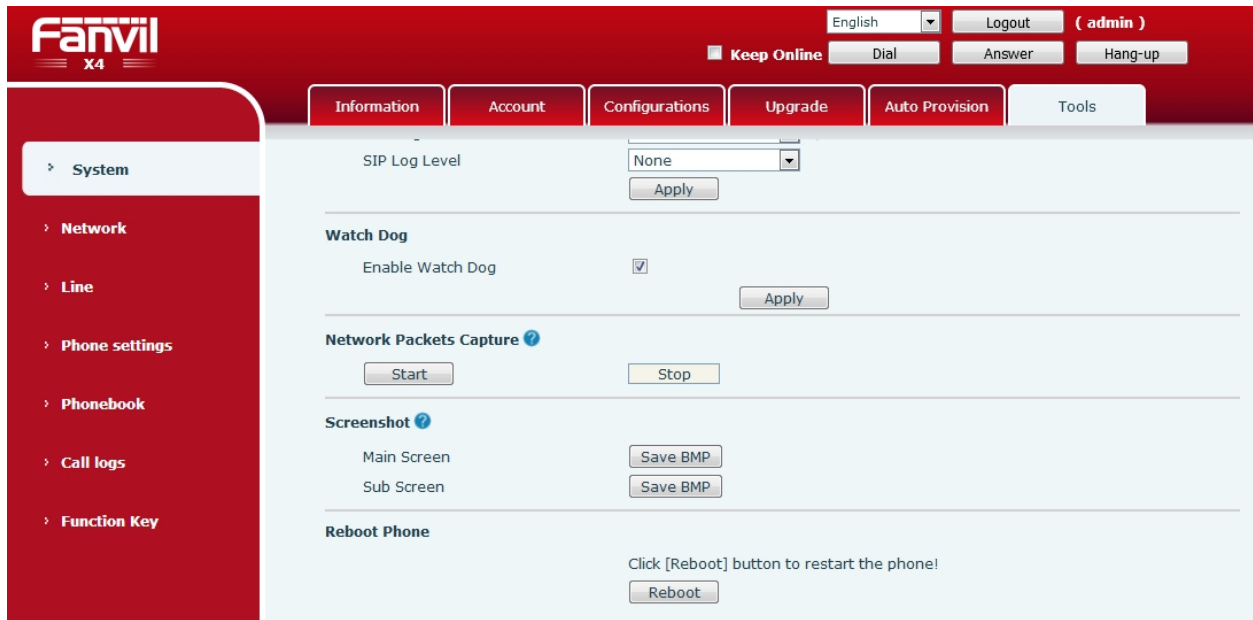 English Logout ( admin )
Fanvil
X4
Keep Online Dial Answer Hang-up
Information Account Configurations Upgrade Auto Provision Tools
System
Network
Line
Phone settings
Phonebook
Call logs
Function Key
SIP Log Level None
Apply
Watch Dog
Enable Watch Dog
Apply
Network Packets Capture ?
Start Stop
Screenshot ?
Main Screen Save BMP
Sub Screen Save BMP
Reboot Phone
Click [Reboot] button to restart the phone!
Reboot